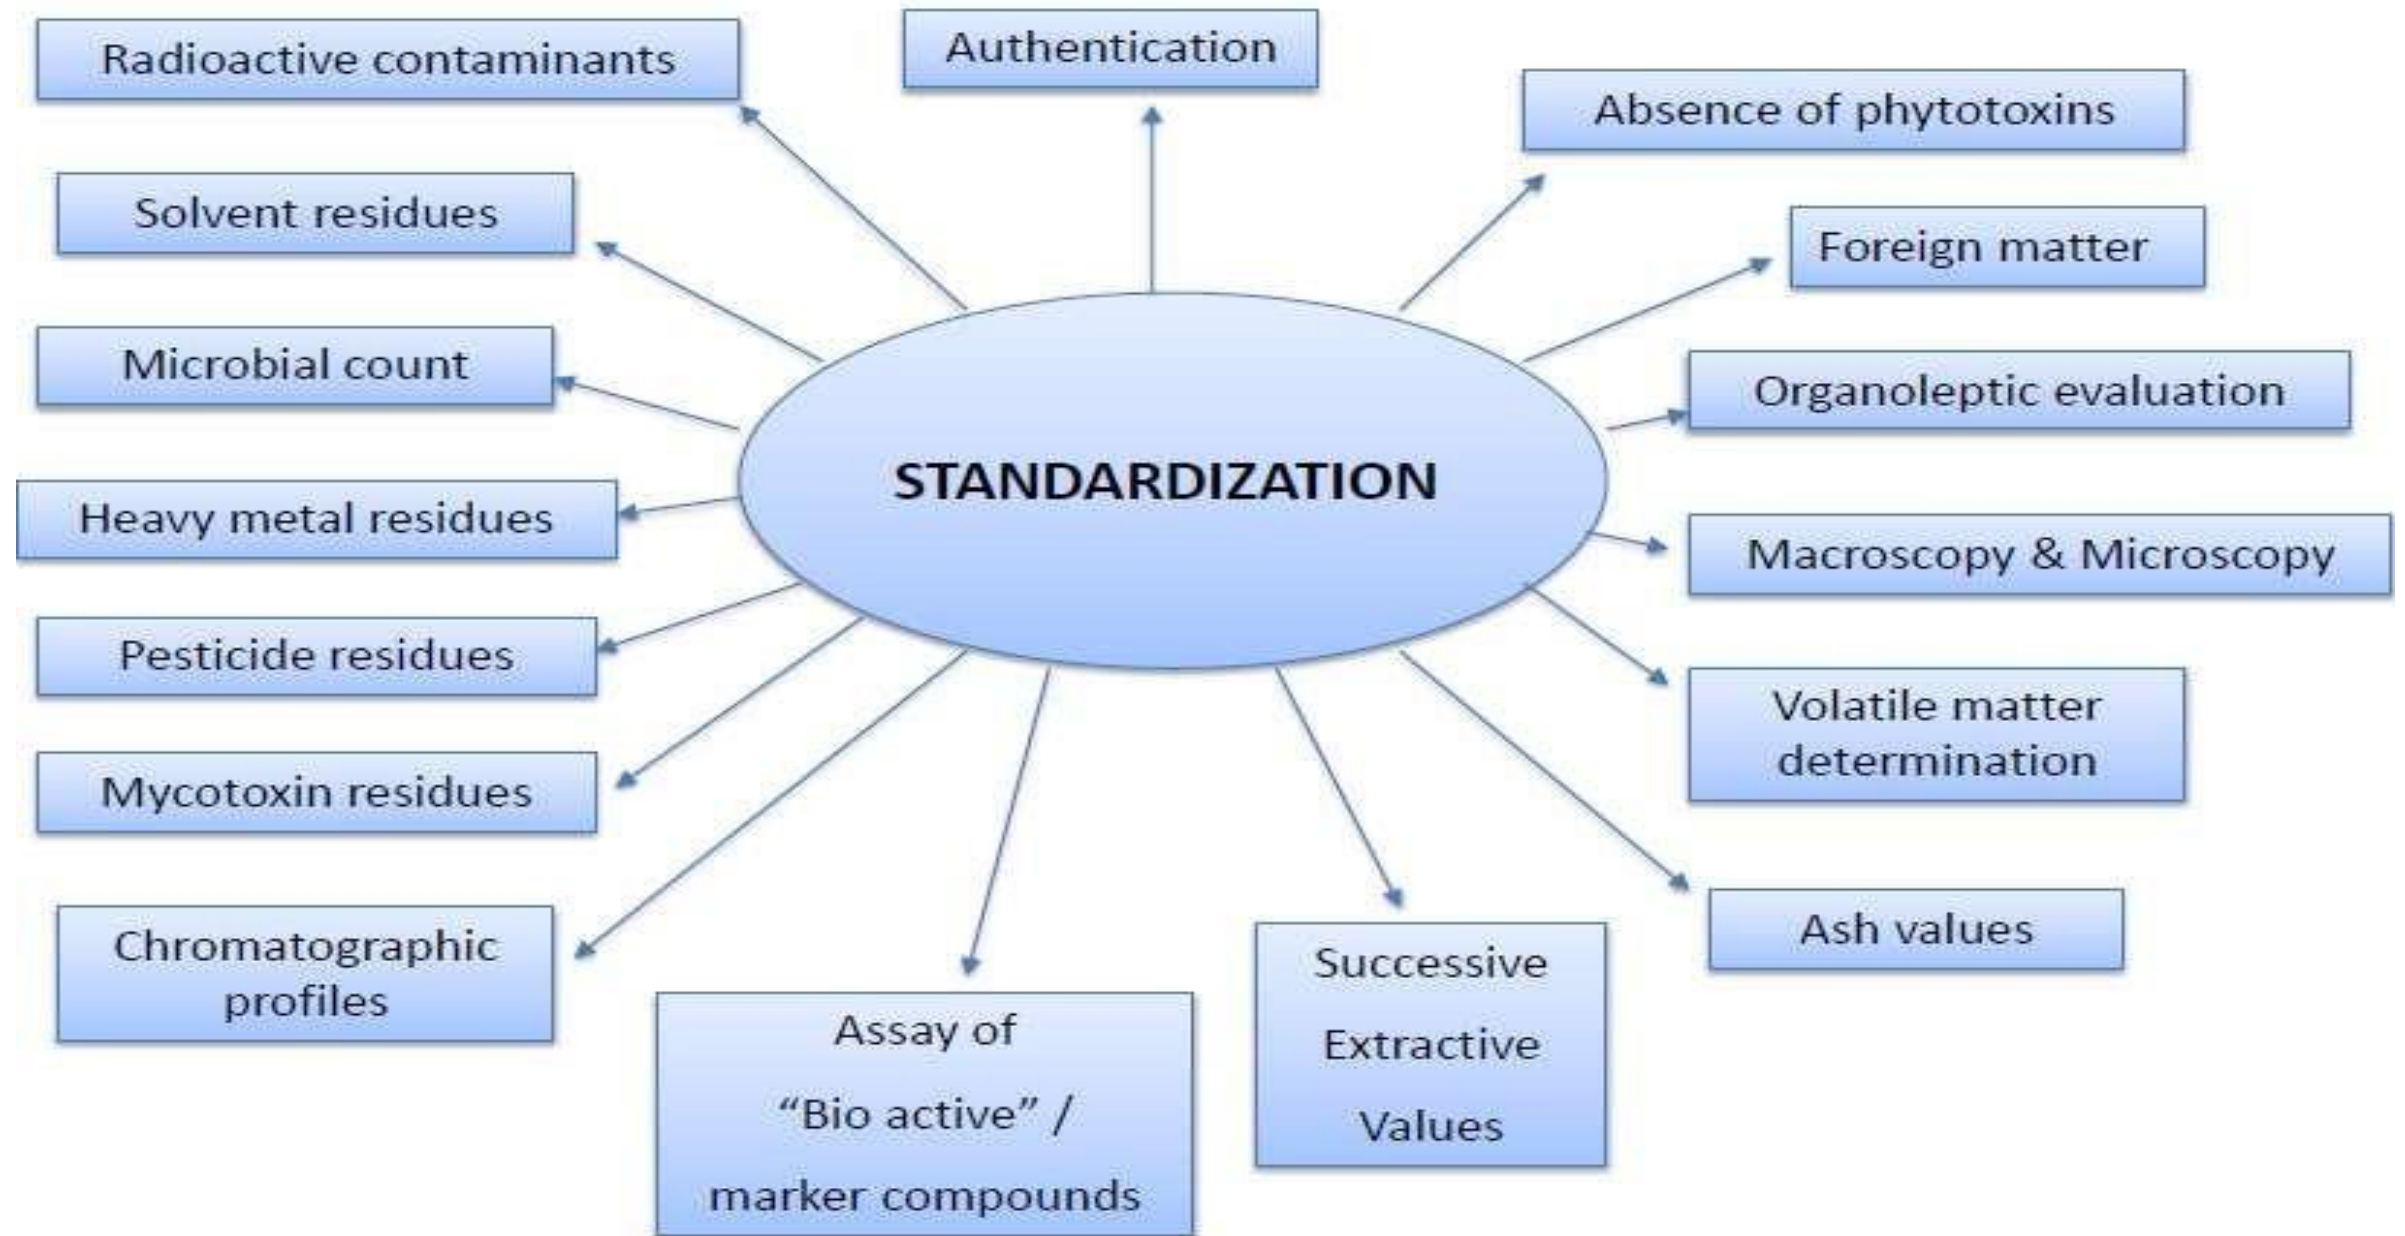 Radioactive contaminants
Authentication
Absence of phytotoxins
Solvent residues
Foreign matter
Microbial count
Organoleptic evaluation
STANDARDIZATION
Heavy metal residues
Macroscopy & Microscopy
Pesticide residues
Volatile matter
determination
Mycotoxin residues
Chromatographic
profiles
Ash values
Successive
Extractive
Values
Assay of
“Bio active” /
marker compounds